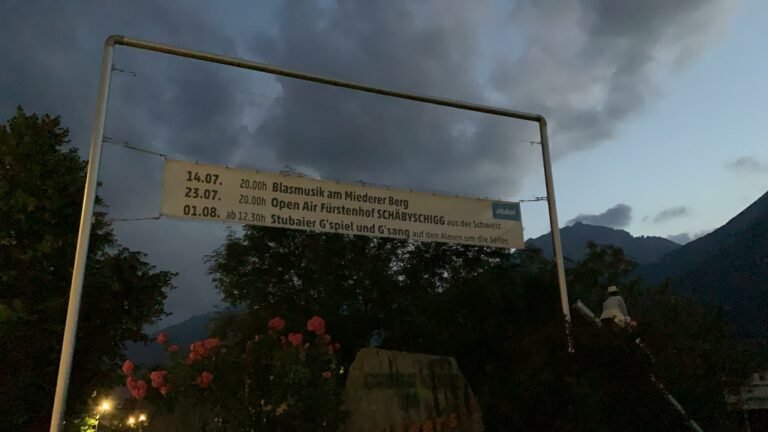 14.07. 20.00h Blasmusik am Miederer Berg
23.07. 20.00h Open Air Fürstenhof SCHÄBYSCHIGG aus der Schweiz
01.08. ab 12.30h Stubaier G'spiel und G'sang auf den Almen um die Serles